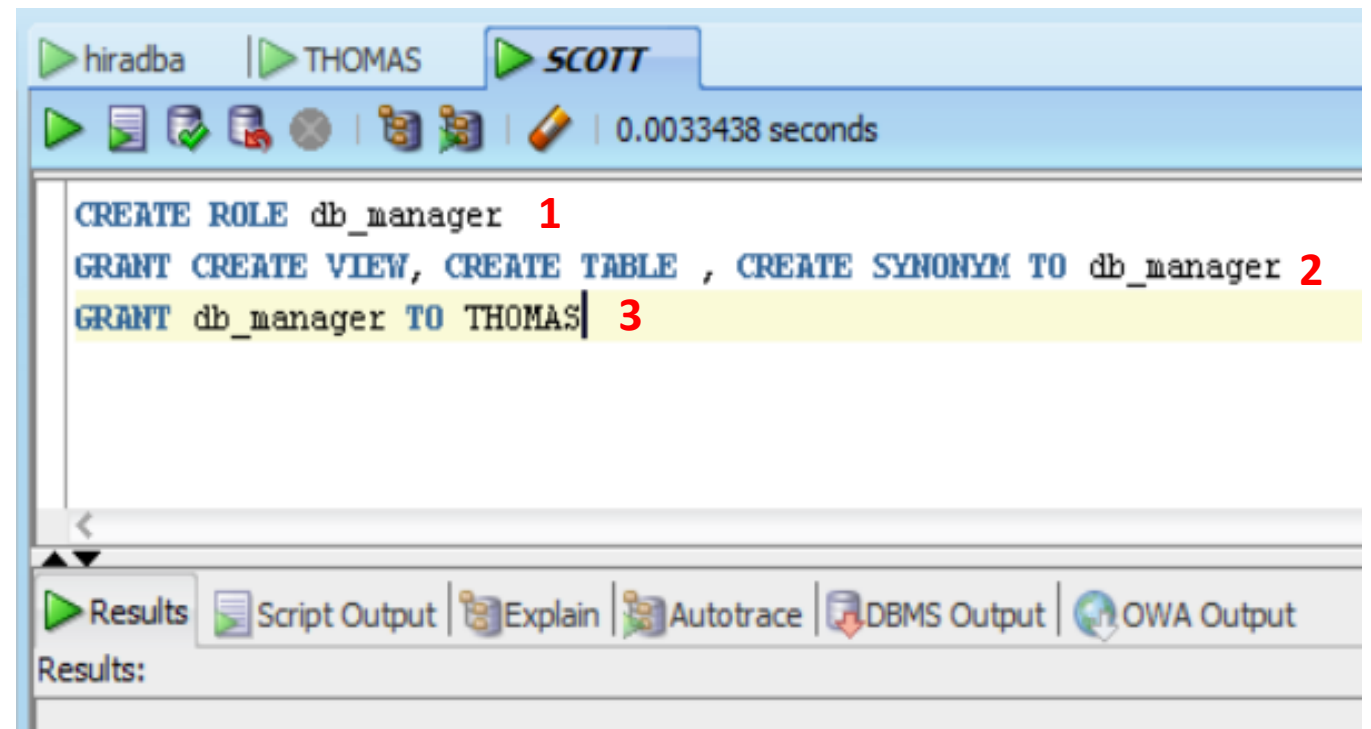 hiradba THOMAS SCOTT
0.0033438 seconds
CREATE ROLE db_manager 1
GRANT CREATE VIEW, CREATE TABLE , CREATE SYNONYM TO db_manager 2
GRANT db_manager TO THOMAS 3
Results Script Output Explain Autotrace DBMS Output OWA Output
Results: